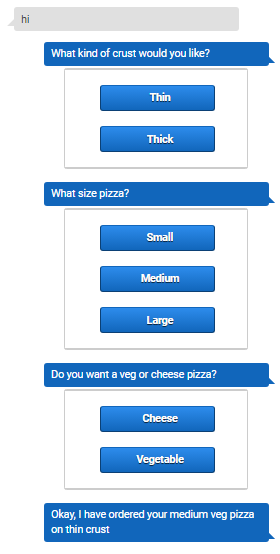 hi
What kind of crust would you like?
Thin
Thick
What size pizza?
Small
Medium
Large
Do you want a veg or cheese pizza?
Cheese
Vegetable
Okay, I have ordered your medium veg pizza
on thin crust